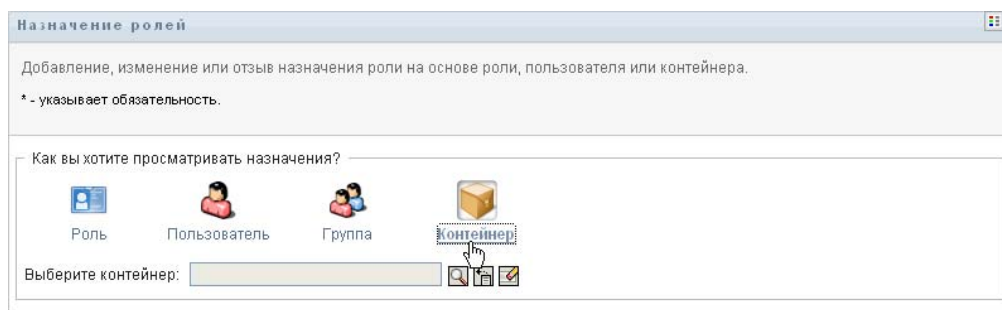 Назначение ролей
Добавление, изменение или отзыв назначения роли на основе роли, пользователя или контейнера.
* - указывает обязательность.
Как вы хотите просматривать назначения?
Роль Пользователь Группа Контейнер
Выберите контейнер: